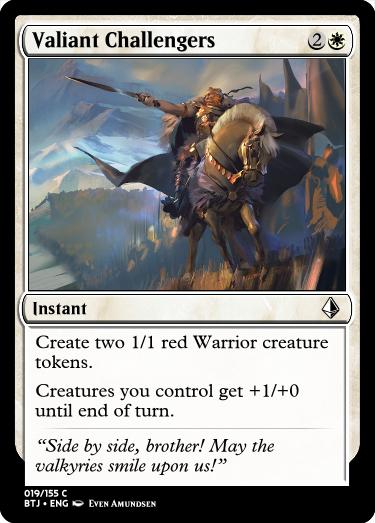 Valiant Challengers 2
Instant
Create two 1/1 red Warrior creature
tokens.
Creatures you control get +1/+0
until end of turn.
“Side by side, brother! May the
valkyries smile upon us!”
019/155 C
BTJ • ENG Even Amundsen